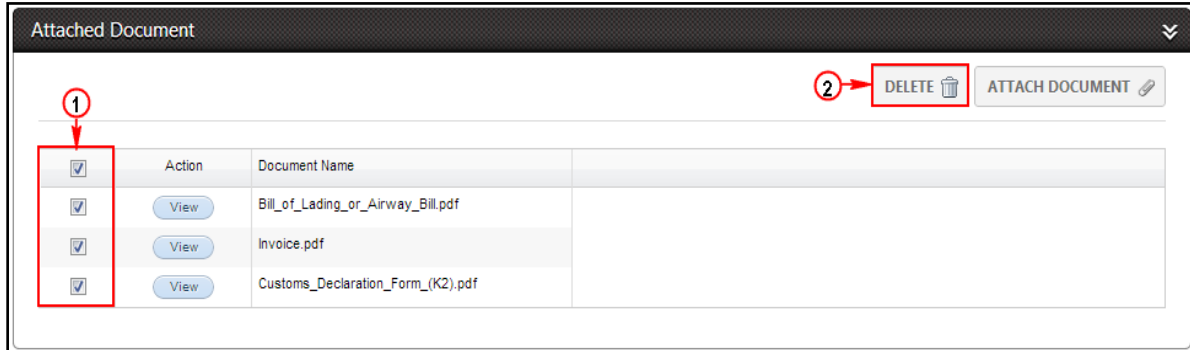 Attached Document
2 DELETE ATTACH DOCUMENT
1
Action Document Name
View Bill_of_Lading_or_Airway_Bill.pdf
View Invoice.pdf
View Customs_Declaration_Form_(K2).pdf